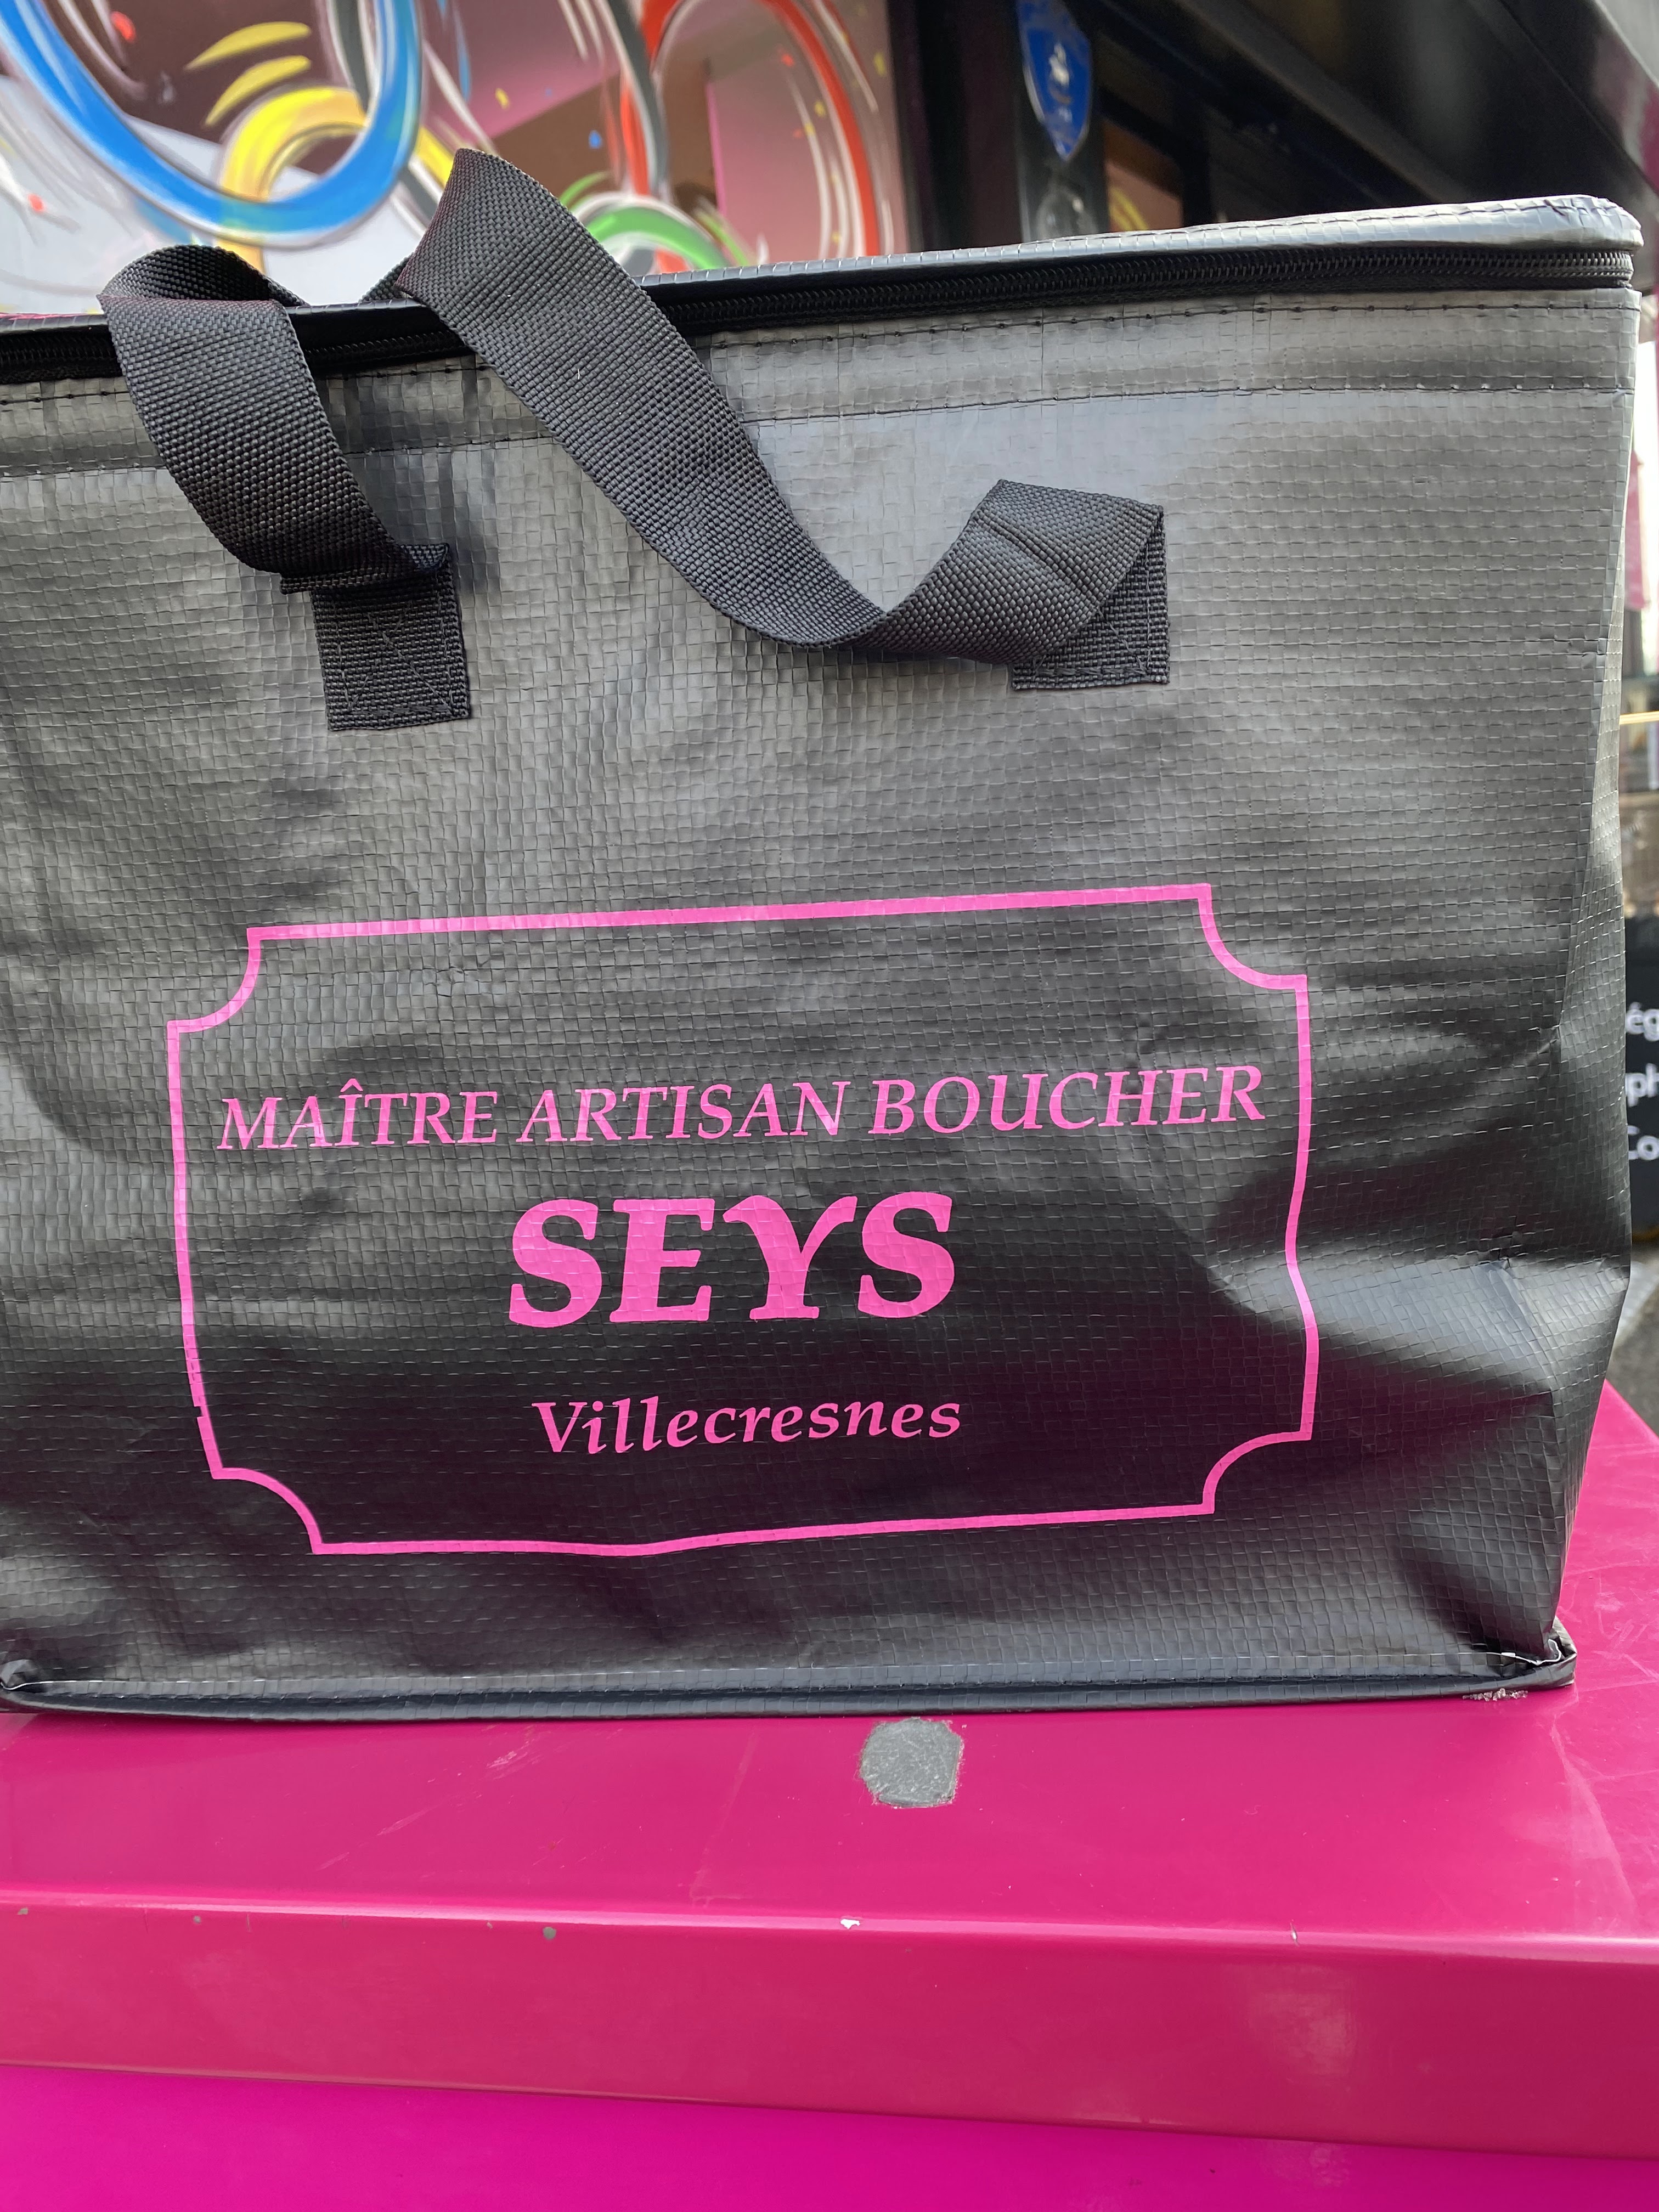 MAÎTRE ARTISAN BOUCHER
SEYS
Villecresnes